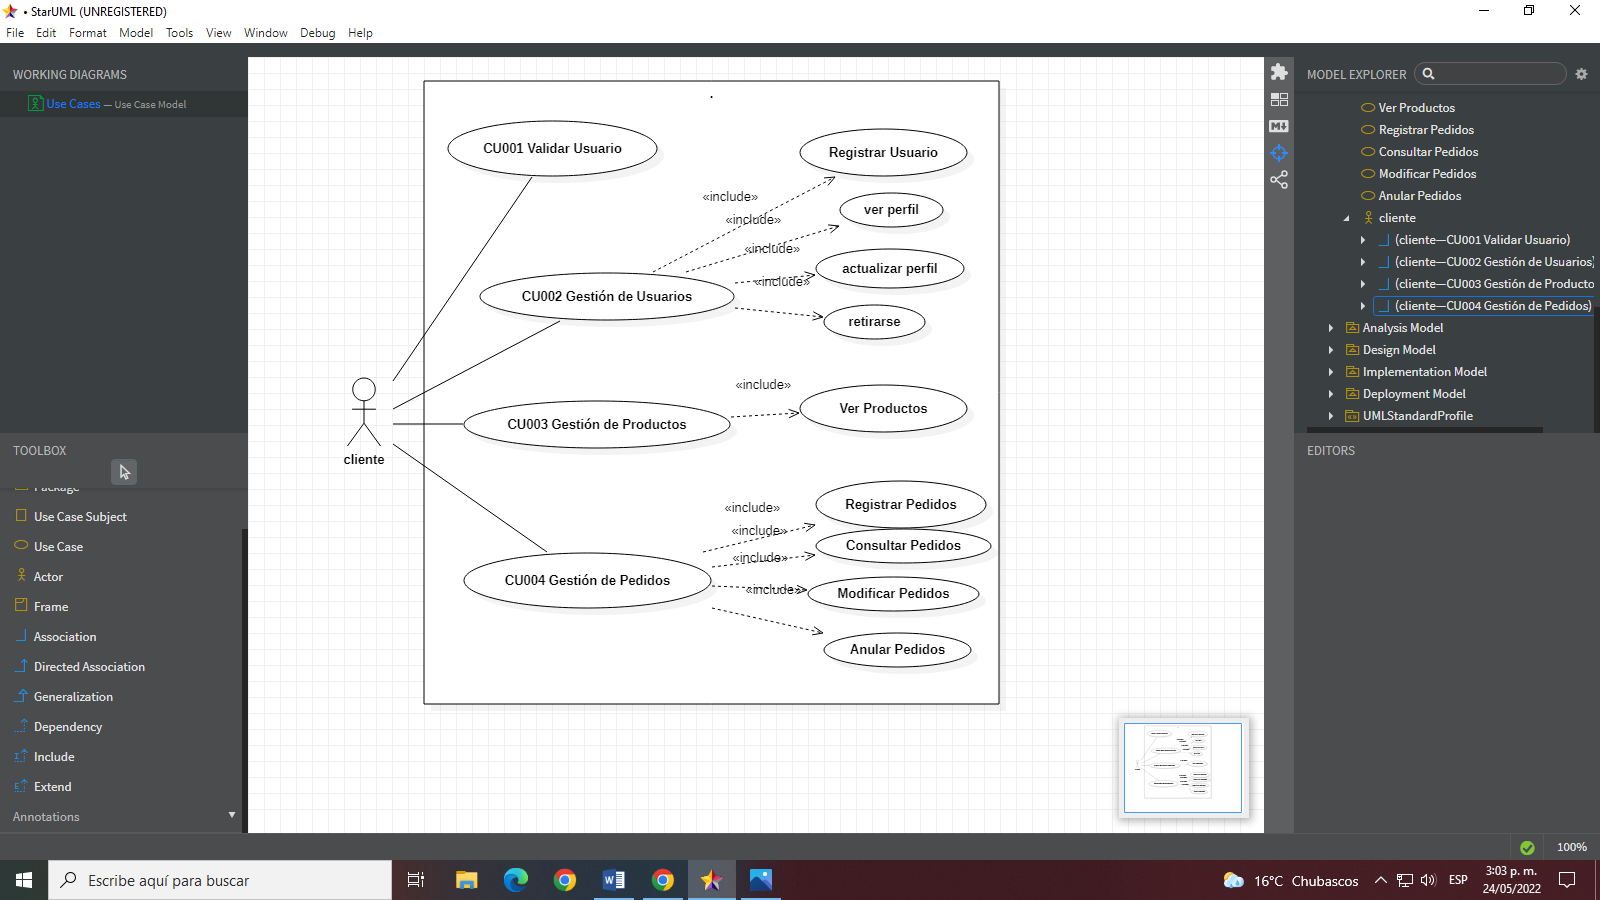 • StarUML (UNREGISTERED)
File Edit Format Model Tools View Window Debug Help
WORKING DIAGRAMS
Use Cases — Use Case Model
TOOLBOX
Package
Use Case Subject
Use Case
Actor
Frame
Association
Directed Association
Generalization
Dependency
Include
Extend
Annotations
CU001 Validar Usuario
Registrar Usuario
«include»
ver perfil
«include»
«include»
actualizar perfil
«include»
CU002 Gestión de Usuarios
retirarse
«include»
Ver Productos
CU003 Gestión de Productos
cliente
Registrar Pedidos
«include»
«include»
Consultar Pedidos
«include»
CU004 Gestión de Pedidos
«include»
Modificar Pedidos
Anular Pedidos
MODEL EXPLORER
Ver Productos
Registrar Pedidos
Consultar Pedidos
Modificar Pedidos
Anular Pedidos
cliente
(cliente—CU001 Validar Usuario)
(cliente—CU002 Gestión de Usuarios)
(cliente—CU003 Gestión de Producto
(cliente—CU004 Gestión de Pedidos)
Analysis Model
Design Model
Implementation Model
Deployment Model
UMLStandardProfile
EDITORS
100%
Escribe aquí para buscar
16°C Chubascos
ESP
3:03 p. m.
24/05/2022